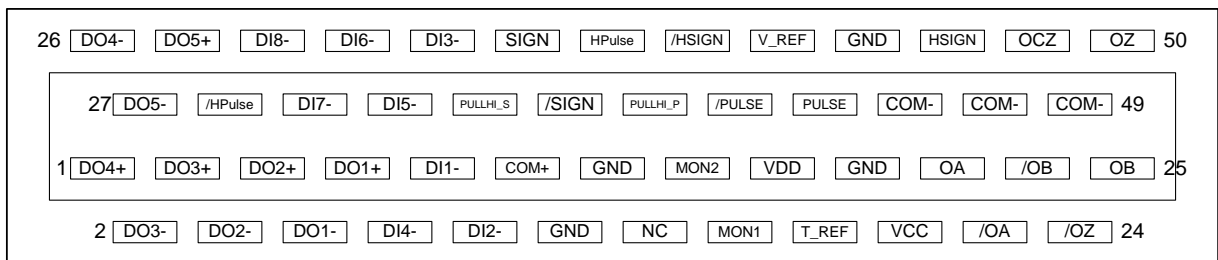 26 DO4- DO5+ DI8- DI6- DI3- SIGN HPulse /HSIGN V_REF GND HSIGN OCZ OZ 50
27 DO5- /HPulse DI7- DI5- PULLHI_S /SIGN PULLHI_P /PULSE PULSE COM- COM- COM- 49
1 DO4+ DO3+ DO2+ DO1+ DI1- COM+ GND MON2 VDD GND OA /OB OB 25
2 DO3- DO2- DO1- DI4- DI2- GND NC MON1 T_REF VCC /OA /OZ 24